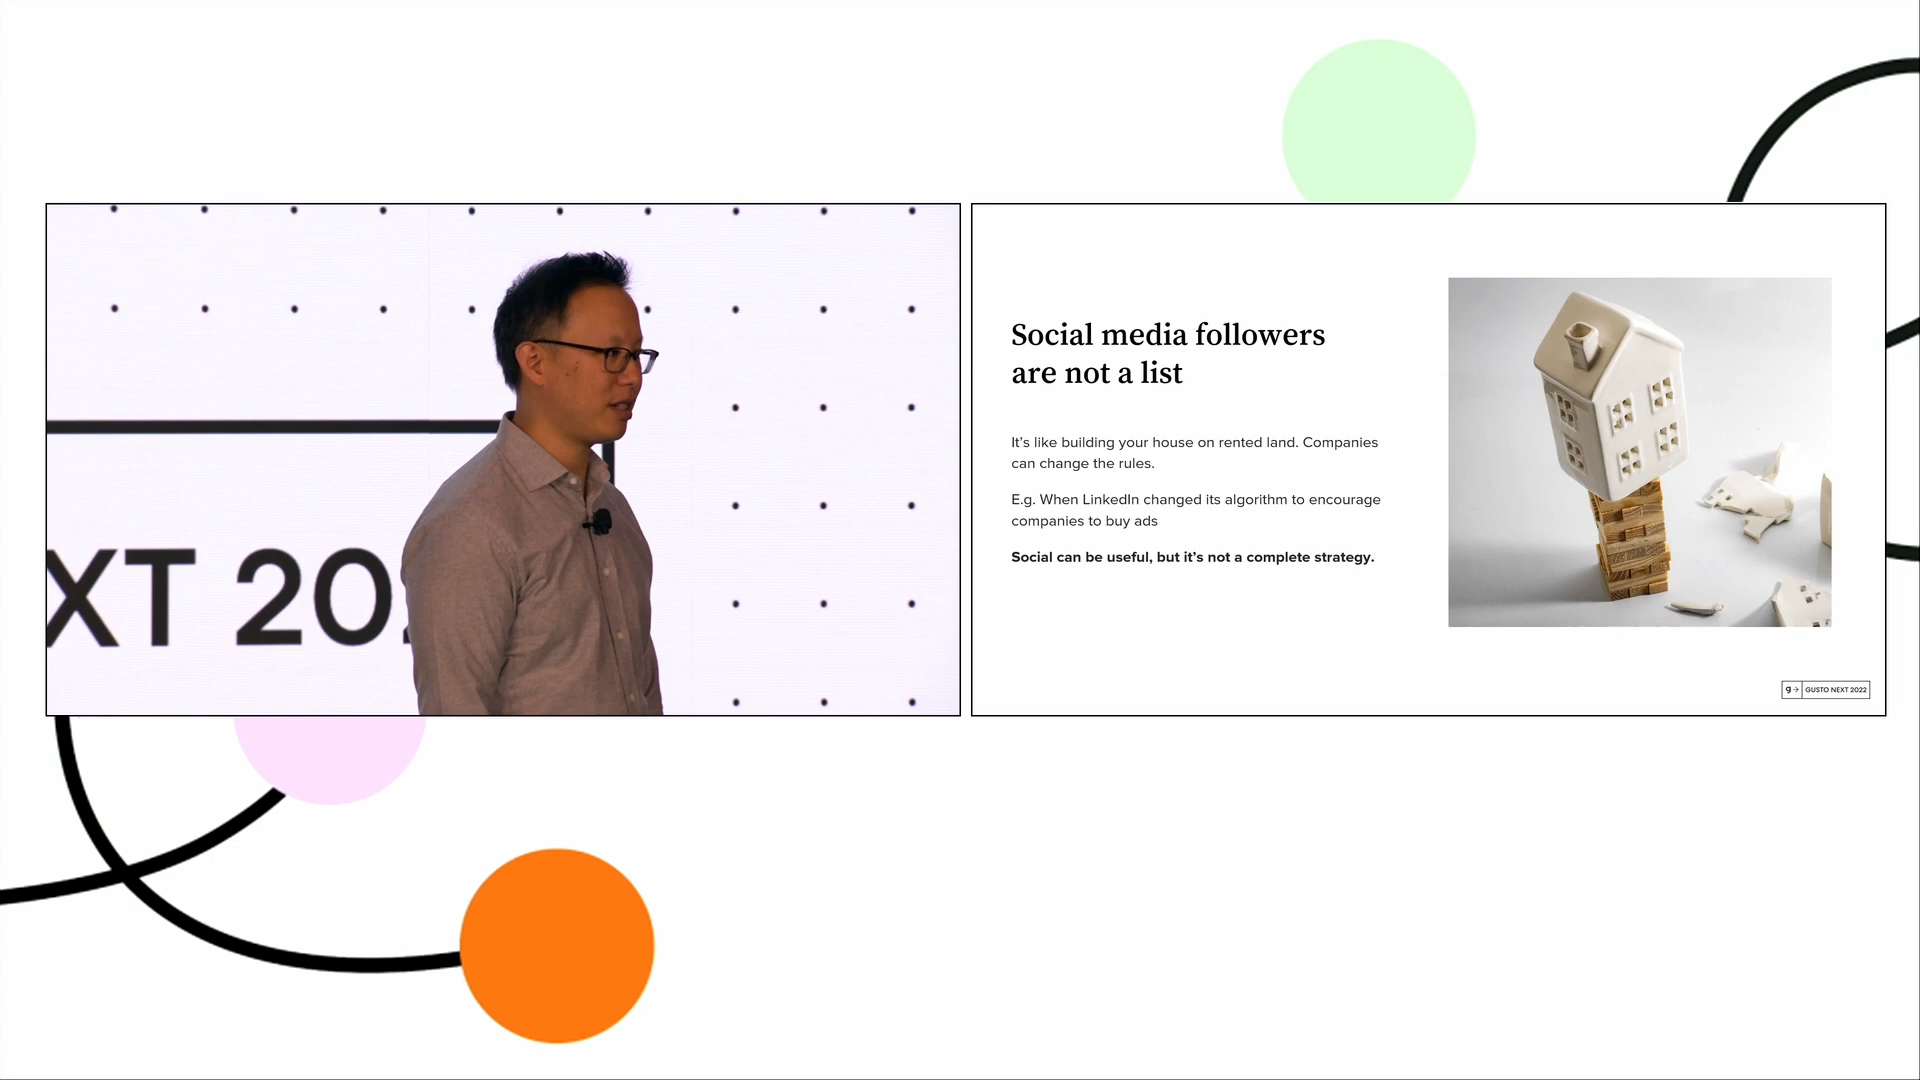 XT 202
Social media followers
are not a list
It’s like building your house on rented land. Companies
can change the rules.
E.g. When LinkedIn changed its algorithm to encourage
companies to buy ads
Social can be useful, but it’s not a complete strategy.
g→ GUSTO NEXT 2022